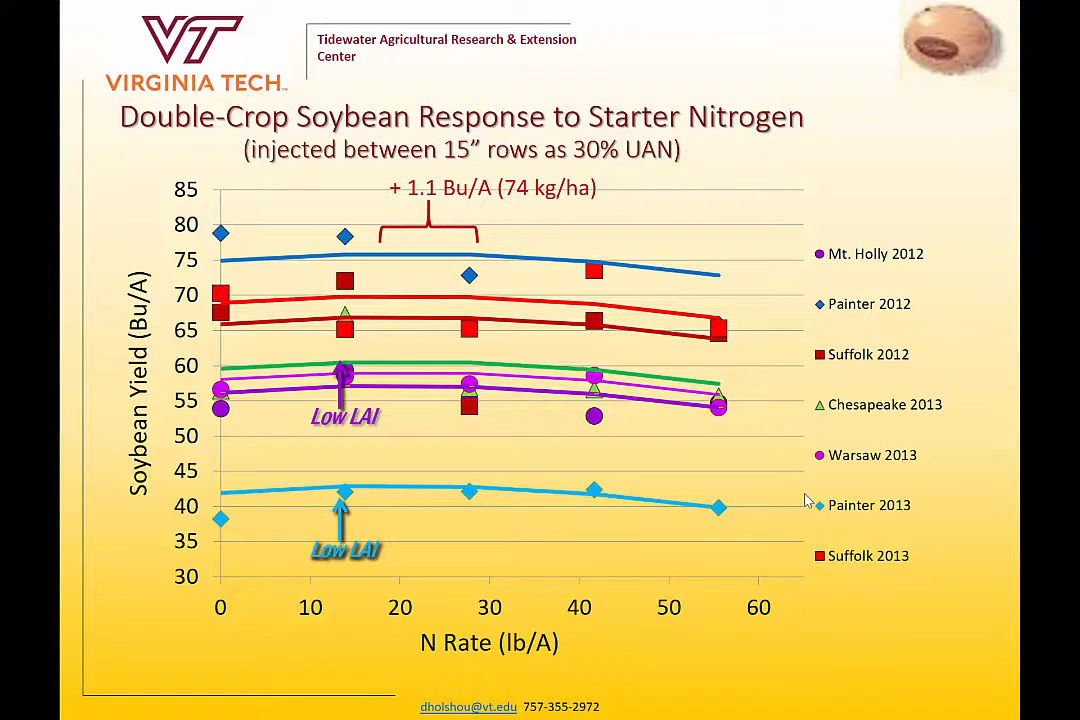 VT
VIRGINIA TECH™
Tidewater Agricultural Research & Extension
Center
Double-Crop Soybean Response to Starter Nitrogen
(injected between 15” rows as 30% UAN)
+ 1.1 Bu/A (74 kg/ha)
85
80
75
70
65
60
55
50
45
40
35
30
Soybean Yield (Bu/A)
Low LAI
Low LAI
0 10 20 30 40 50 60
N Rate (lb/A)
Mt. Holly 2012
Painter 2012
Suffolk 2012
Chesapeake 2013
Warsaw 2013
Painter 2013
Suffolk 2013
dholshou@vt.edu 757-355-2972